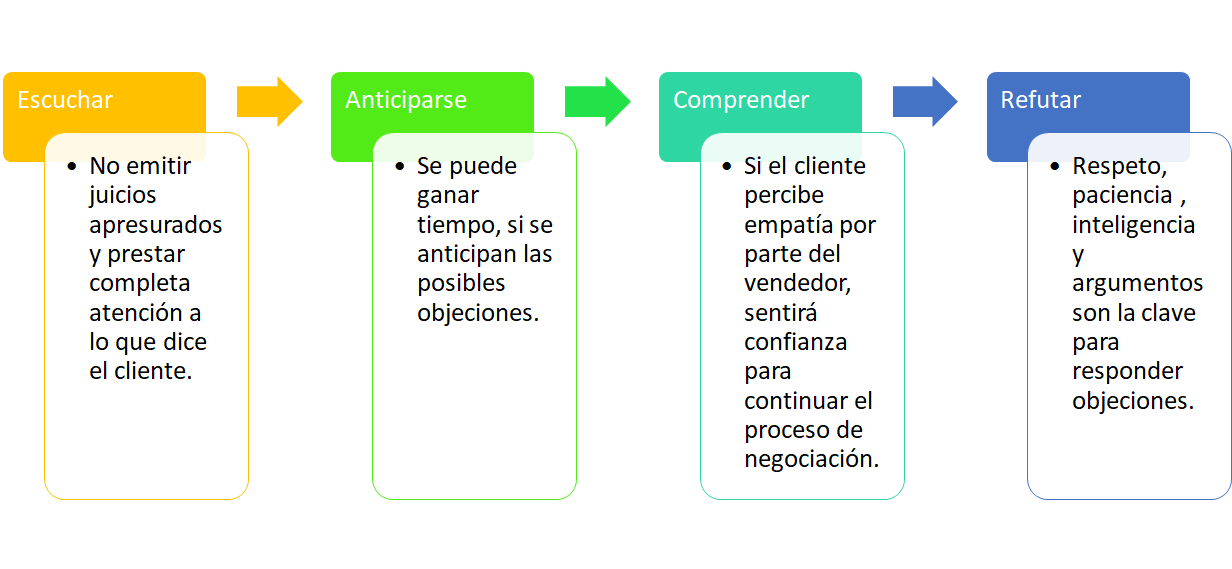 Escuchar
No emitir
juicios
apresurados
y prestar
completa
atención a
lo que dice
el cliente.
Anticiparse
Se puede
ganar
tiempo, si se
anticipan las
posibles
objeciones.
Comprender
Si el cliente
percibe
empatía por
parte del
vendedor,
sentirá
confianza
para
continuar el
proceso de
negociación.
Refutar
Respeto,
paciencia ,
inteligencia
y
argumentos
son la clave
para
responder
objeciones.